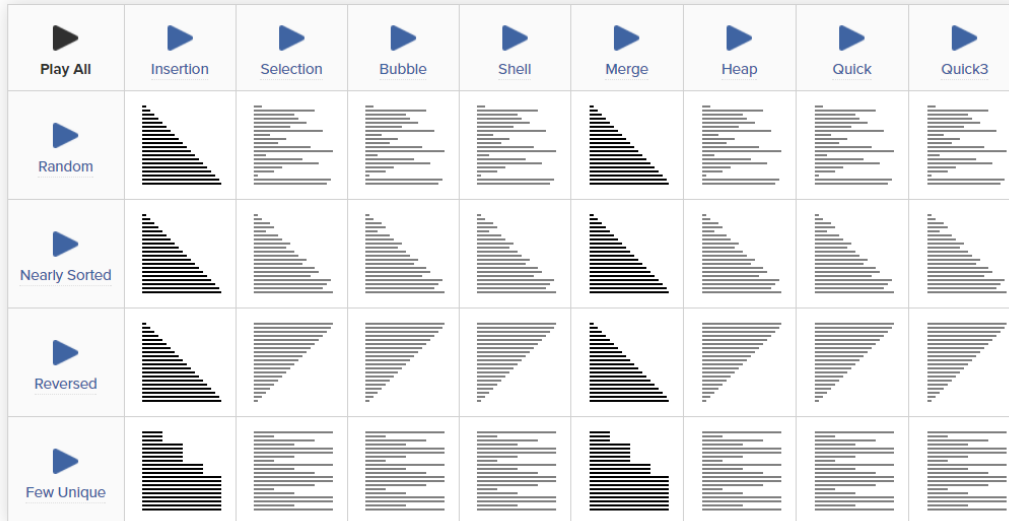 Play All
Insertion
Selection
Bubble
Shell
Merge
Heap
Quick
Quick3
Random
Nearly Sorted
Reversed
Few Unique